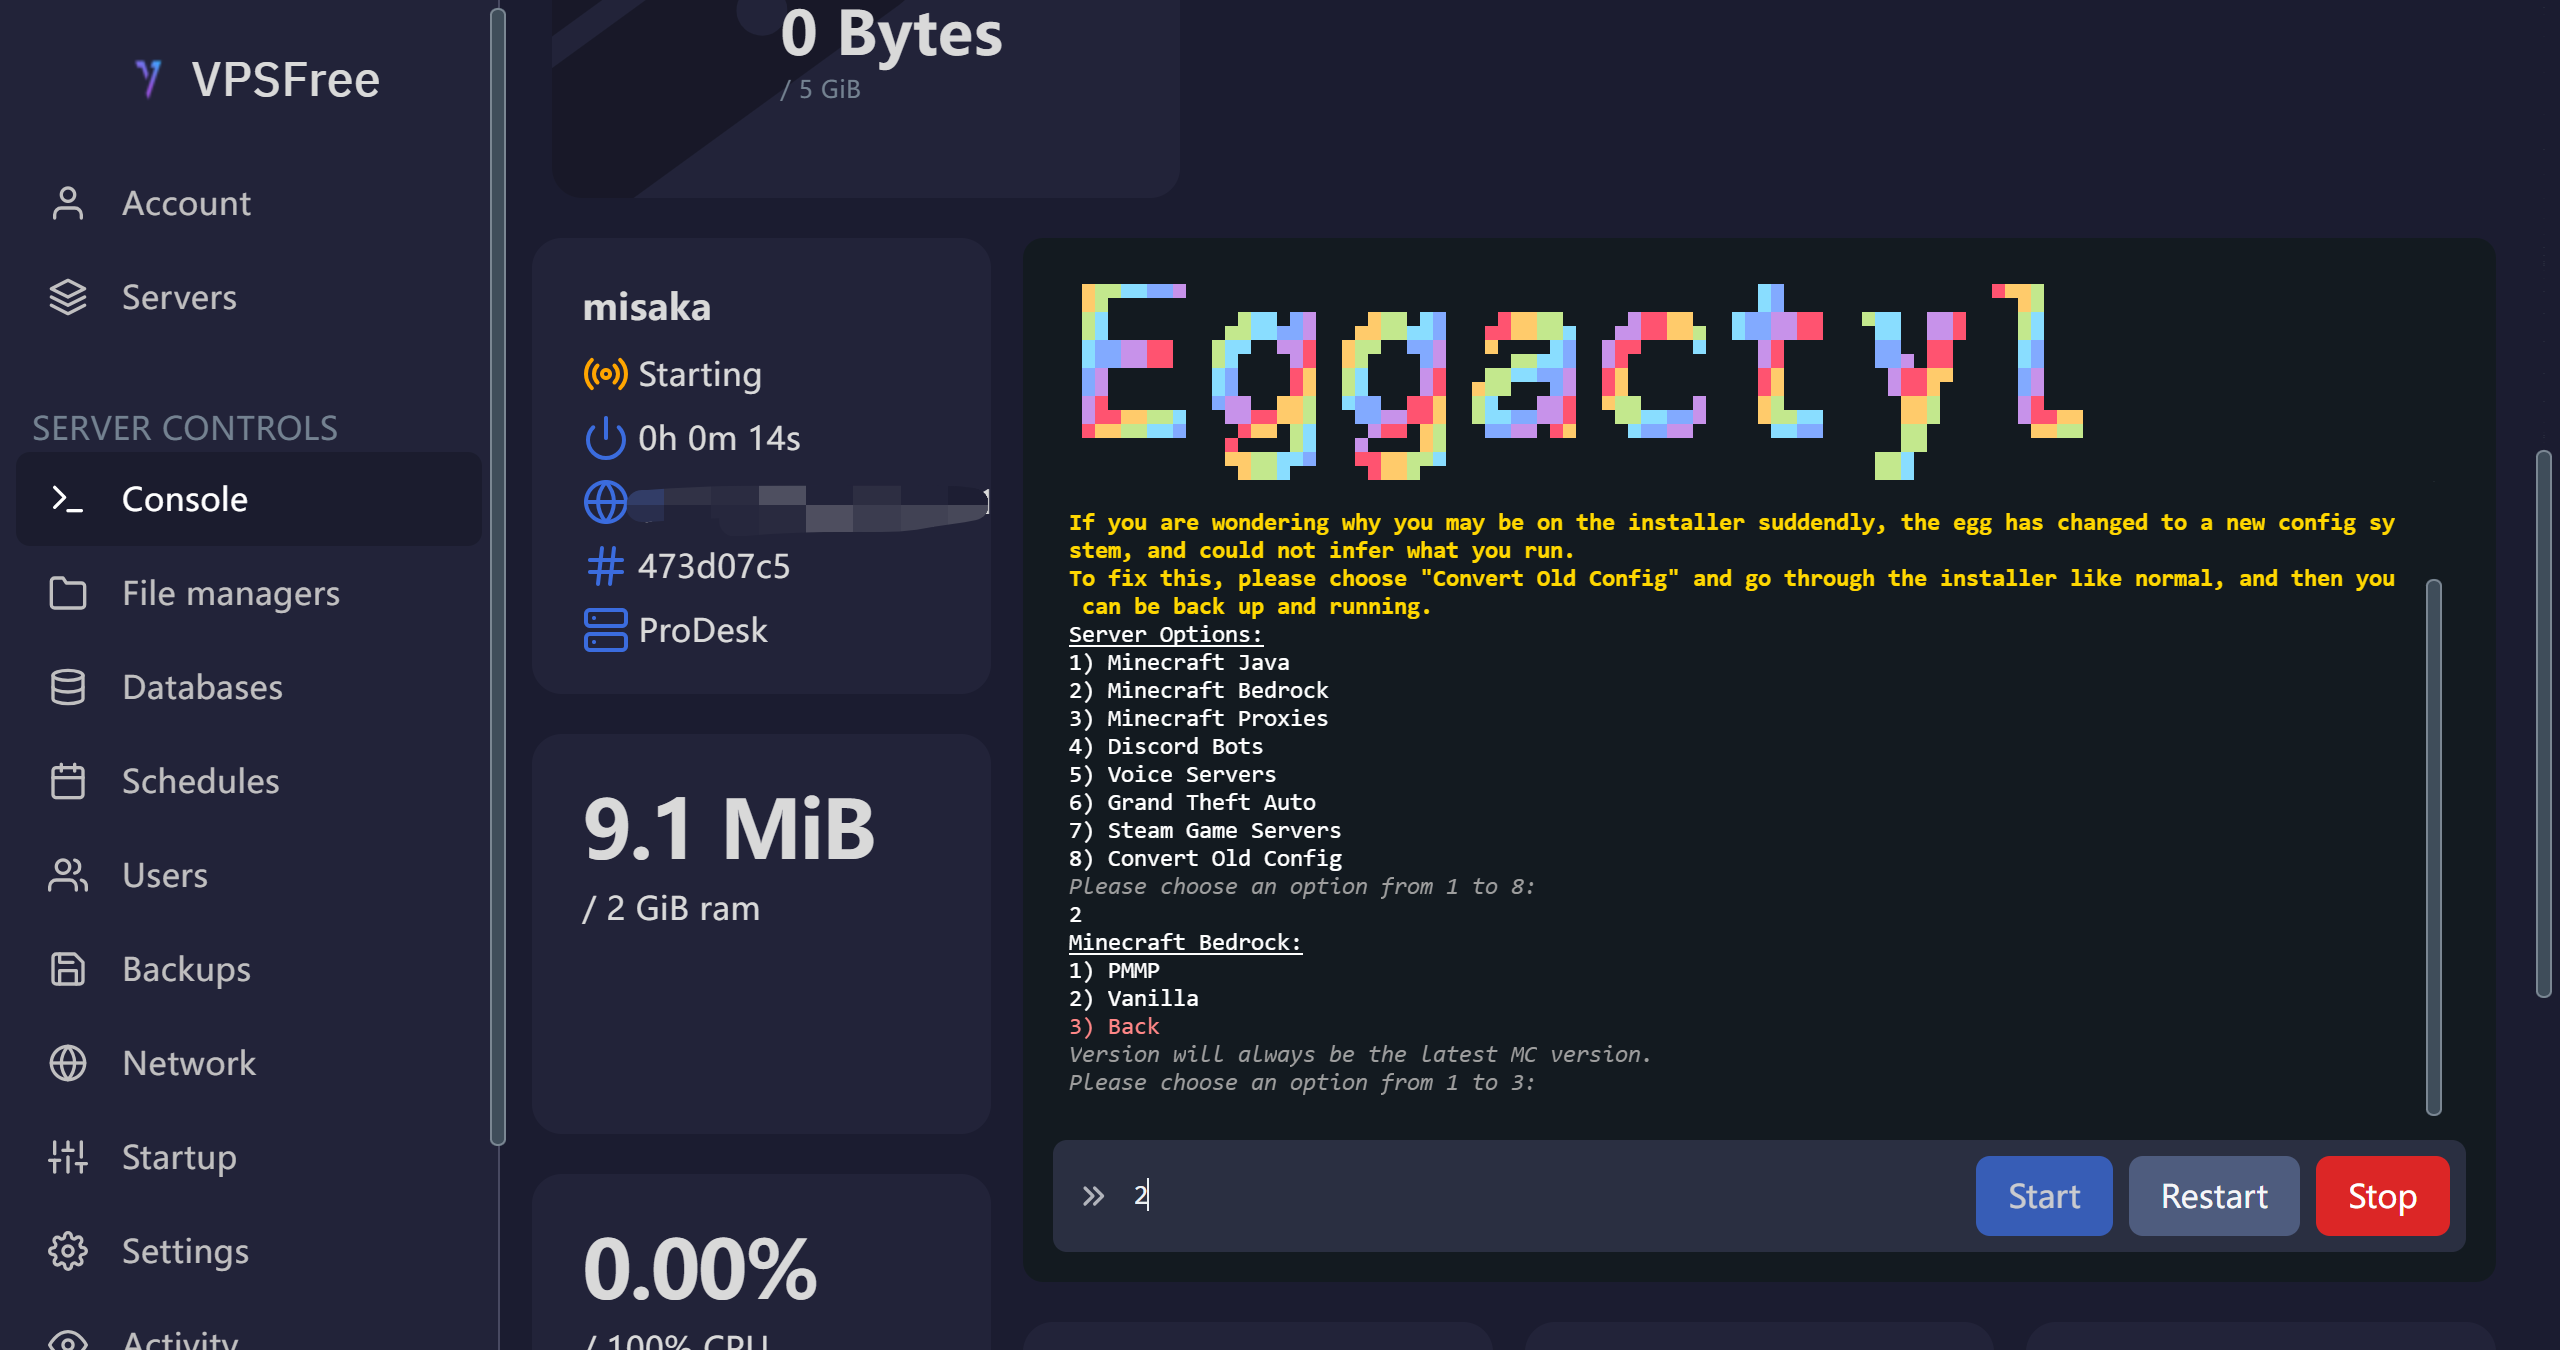 VPSFree
Account
Servers
SERVER CONTROLS
Console
File managers
Databases
Schedules
Users
Backups
Network
Startup
Settings
Activity
0 Bytes
/ 5 GiB
misaka
Starting
0h 0m 14s
473d07c5
ProDesk
9.1 MiB
/ 2 GiB ram
0.00%
/ 100% CPU
Eggactyl
If you are wondering why you may be on the installer suddendly, the egg has changed to a new config sy
stem, and could not infer what you run.
To fix this, please choose "Convert Old Config" and go through the installer like normal, and then you
can be back up and running.
Server Options:
1) Minecraft Java
2) Minecraft Bedrock
3) Minecraft Proxies
4) Discord Bots
5) Voice Servers
6) Grand Theft Auto
7) Steam Game Servers
8) Convert Old Config
Please choose an option from 1 to 8:
2
Minecraft Bedrock:
1) PMMP
2) Vanilla
3) Back
Version will always be the latest MC version.
Please choose an option from 1 to 3:
» 2
Start
Restart
Stop